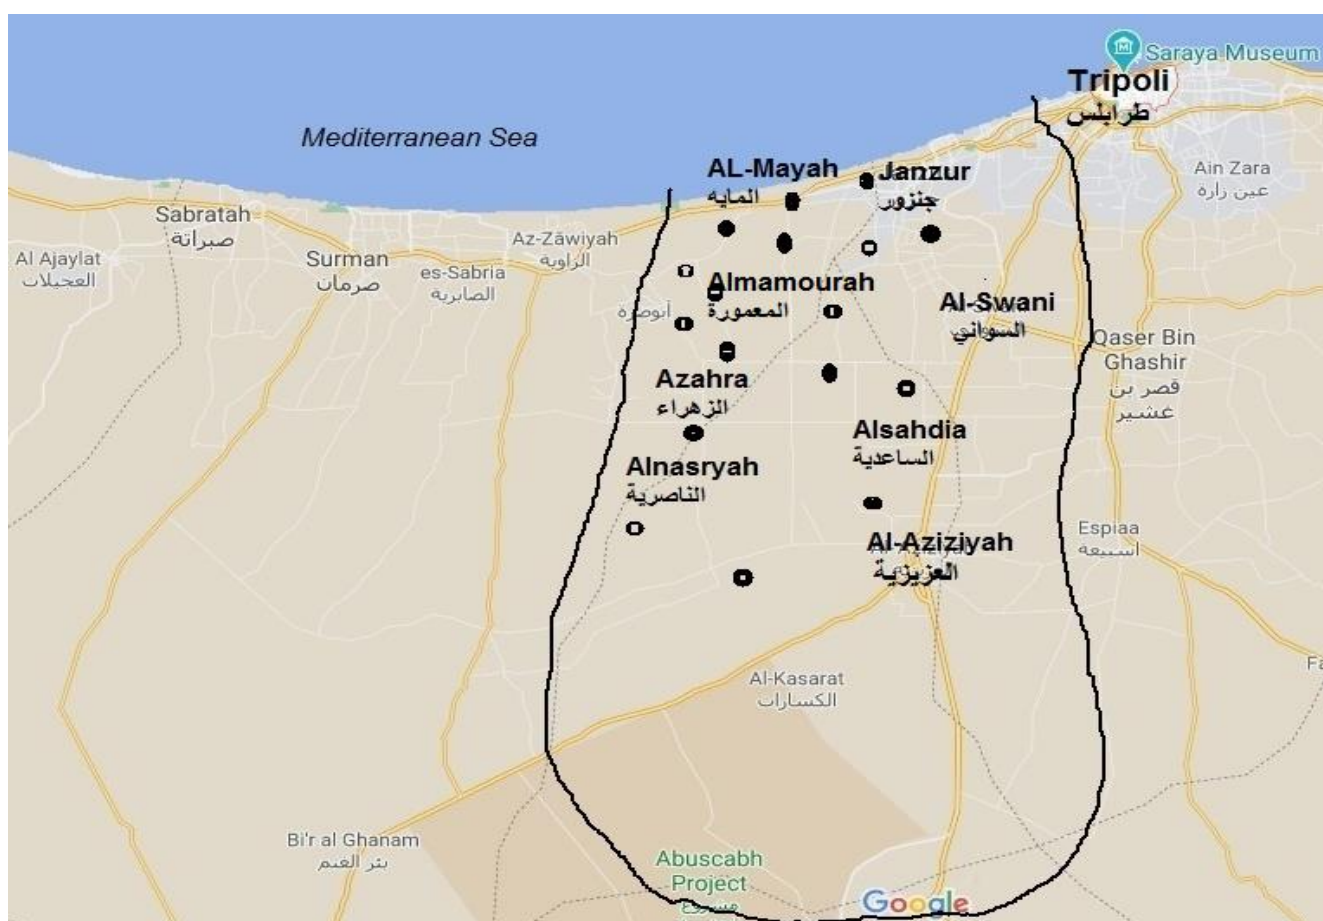 Saraya Museum
Tripoli
طرابلس
Mediterranean Sea
AL-Mayah
المايه
Janzur
جنزور
Ain Zara
عين زارة
Sabratah
صبراتة
Az-Zāwiyah
الزاوية
Surman
صرمان
es-Sabria
الصابرية
Al Ajaylat
العجيلات
Almamourah
المعمورة
أبوصرة
Al-Swani
السواني
Qaser Bin
Ghashir
قصر بن
غشير
Azahra
الزهراء
Alsahdia
الساعدية
Alnasryah
الناصرية
Al-Aziziyah
العزيزية
Espiaa
اسبيعة
Al-Kasarat
الكسارات
Bi'r al Ghanam
بئر الغنم
Abuscabh
Project
مشروع
Google